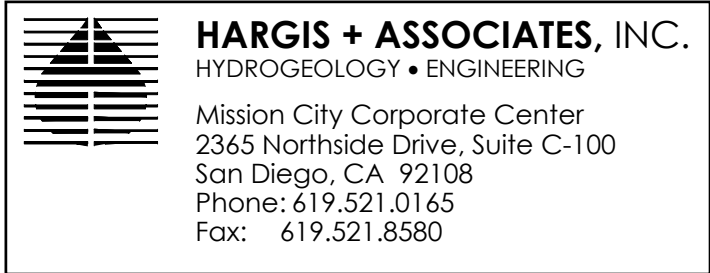 HARGIS + ASSOCIATES, INC.
HYDROGEOLOGY • ENGINEERING
Mission City Corporate Center
2365 Northside Drive, Suite C-100
San Diego, CA 92108
Phone: 619.521.0165
Fax: 619.521.8580